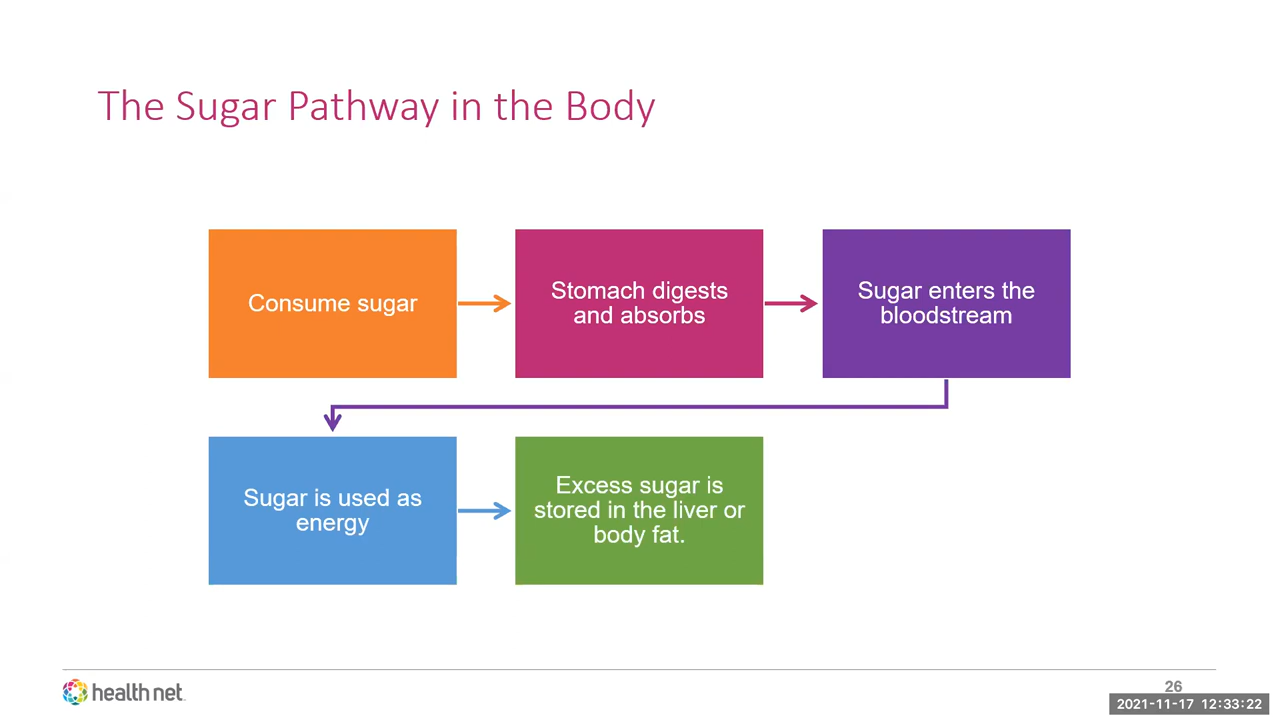 The Sugar Pathway in the Body
Consume sugar
Stomach digests
and absorbs
Sugar enters the
bloodstream
Sugar is used as
energy
Excess sugar is
stored in the liver or
body fat.
health net
26
2021-11-17 12:33:22